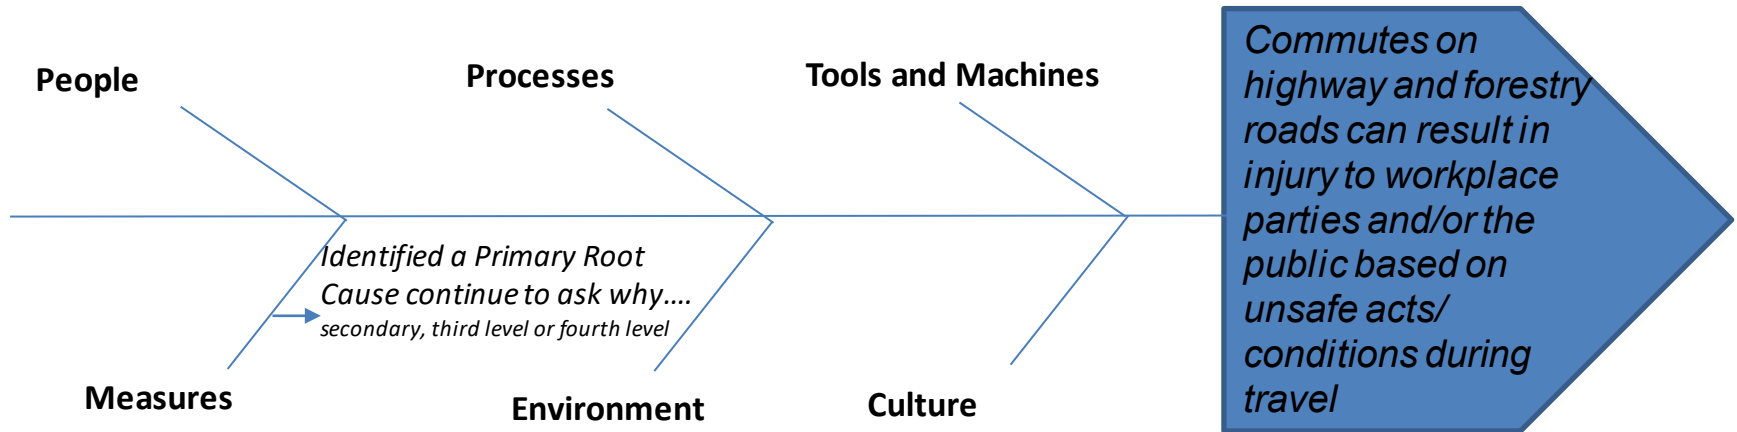 People
Processes
Tools and Machines
Identified a Primary Root
Cause continue to ask why....
secondary, third level or fourth level
Measures
Environment
Culture
Commutes on
highway and forestry
roads can result in
injury to workplace
parties and/or the
public based on
unsafe acts/
conditions during
travel